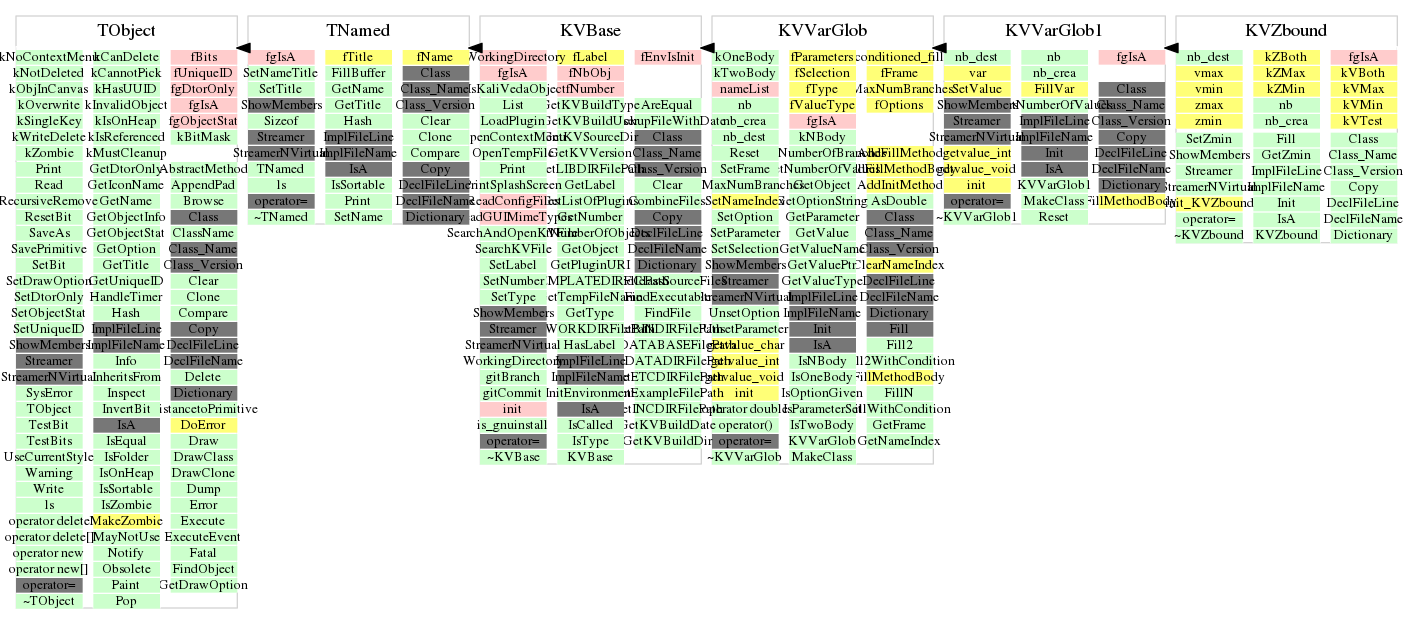 TObject TNamed KVBase KVVarGlob KVVarGlob1 KVZbound
kNoContextMenu kCanDelete fBits
kNotDeleted kCannotPick fUniqueID
kObjInCanvas kHasUUID fgDtorOnly
kOverwrite kInvalidObject fgIsA
kSingleKey kIsOnHeap fgObjectStat
kWriteDelete kIsReferenced kBitMask
kZombie kMustCleanup
Print GetDtorOnly AbstractMethod
Read GetIconName AppendPad
RecursiveRemove GetName Browse
ResetBit GetObjectInfo Class
SaveAs GetObjectStat ClassName
SavePrimitive GetOption Class_Name
SetBit GetTitle Class_Version
SetDrawOption GetUniqueID Clear
SetDtorOnly HandleTimer Clone
SetObjectStat Hash Compare
SetUniqueID ImplFileLine Copy
ShowMembers ImplFileName DeclFileLine
Streamer Info DeclFileName
StreamerNVirtual InheritsFrom Delete
SysError Inspect Dictionary
TObject InvertBit DistancetoPrimitive
TestBit IsA DoError
TestBits IsEqual Draw
UseCurrentStyle IsFolder DrawClass
Warning IsOnHeap DrawClone
Write IsSortable Dump
ls IsZombie Error
operator delete MakeZombie Execute
operator delete[] MayNotUse ExecuteEvent
operator new Notify Fatal
operator new[] Obsolete FindObject
operator= Paint GetDrawOption
~TObject Pop
fgIsA fTitle fName
SetNameTitle FillBuffer Class
SetTitle GetName Class_Name
ShowMembers GetTitle Class_Version
Sizeof Hash Clear
Streamer ImplFileLine Clone
StreamerNVirtual ImplFileName Compare
TNamed IsA Copy
ls IsSortable DeclFileLine
operator= Print DeclFileName
~TNamed SetName Dictionary
WorkingDirectory fLabel fEnvIsInit
fgIsA fNbObj
IsKaliVedaObject fNumber
List GetKVBuildType AreEqual
LoadPlugin GetKVBuildUser BackupFileWithDate
OpenContextMenu GetKVSourceDir Class
OpenTempFile GetKVVersion Class_Name
Print GetLIBDIRFilePath Class_Version
PrintSplashScreen GetLabel Clear
ReadConfigFiles GetListOfPlugins CombineFiles
ReadGUIMimeTypes GetNumber Copy
SearchAndOpenKVFile GetNumberOfObjects DeclFileLine
SearchKVFile GetObject DeclFileName
SetLabel GetPluginURI Dictionary
SetNumber
SetType GetTempFileName FindExecutable
ShowMembers GetType FindFile
Streamer
StreamerNVirtual HasLabel GetDATABASEFilePath
WorkingDirectory ImplFileLine GetDATADIRFilePath
gitBranch ImplFileName GetETCDIRFilePath
gitCommit InitEnvironment GetExampleFilePath
init IsA GetINCDIRFilePath
is_gnuinstall IsCalled GetKVBuildDate
operator= IsType GetKVBuildDir
~KVBase KVBase
kOneBody fParameters conditioned_fill
kTwoBody fSelection fFrame
nameList fType MaxNumBranches
nb fValueType fOptions
nb_crea fgIsA
nb_dest kNBody
Reset GetNumberOfBranches AddFillMethod
SetFrame GetNumberOfValues AddFillMethodBody
MaxNumBranches GetObject AddInitMethod
SetNameIndex GetOptionString AsDouble
SetOption GetParameter Class
SetParameter GetValue Class_Name
SetSelection GetValueName Class_Version
ShowMembers GetValuePtr ClearNameIndex
Streamer GetValueType DeclFileLine
StreamerNVirtual ImplFileLine DeclFileName
UnsetOption ImplFileName Dictionary
UnsetParameter Init Fill
getvalue_char IsA Fill2
getvalue_int IsNBody Fill2WithCondition
getvalue_void IsOneBody FillMethodBody
init IsOptionGiven FillN
operator double IsParameterSet FillWithCondition
operator() IsTwoBody GetFrame
operator= KVVarGlob GetNameIndex
~KVVarGlob MakeClass
nb_dest nb fgIsA
var nb_crea
SetValue FillVar Class
ShowMembers GetNumberOfValues Class_Name
Streamer ImplFileLine Class_Version
StreamerNVirtual ImplFileName Copy
getvalue_int Init DeclFileLine
getvalue_void IsA DeclFileName
init KVVarGlob1 Dictionary
operator= MakeClass FillMethodBody
~KVVarGlob1 Reset
nb_dest kZBoth fgIsA
vmax kZMax kVBoth
vmin kZMin kVMax
zmax nb kVMin
zmin nb_crea kVTest
SetZmin Fill Class
ShowMembers GetZmin Class_Name
Streamer ImplFileLine Class_Version
StreamerNVirtual ImplFileName Copy
init_KVZbound Init DeclFileLine
operator= IsA DeclFileName
~KVZbound KVZbound Dictionary